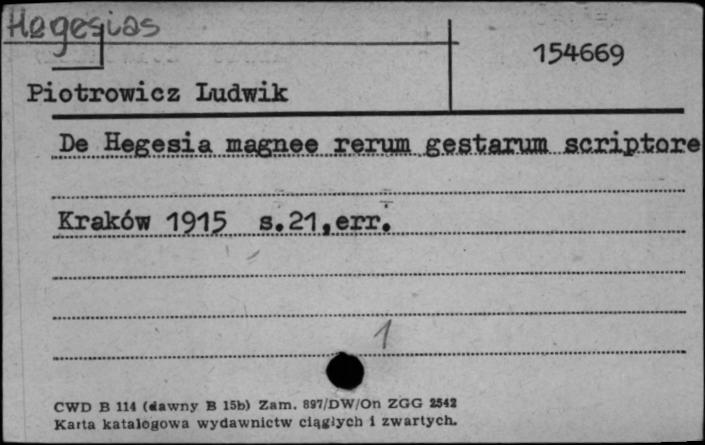 Hegesias
154669
Piotrowicz Ludwik
De Hegesia magnee rerum gestarum scriptore
Kraków 1915 s.21,err.
1
CWD B 114 (dawny B 15b) Zam. 897/DW/On ZGG 2542
Karta katalogowa wydawnictw ciągłych i zwartych.